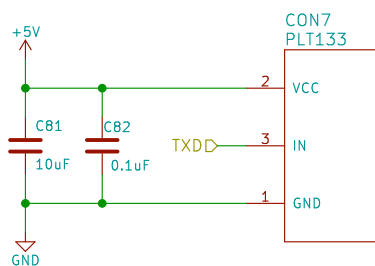 CON7
PLT133
+5V
2
VCC
C81
C82
10uF
0.1uF
TXD
3
IN
1
GND
GND